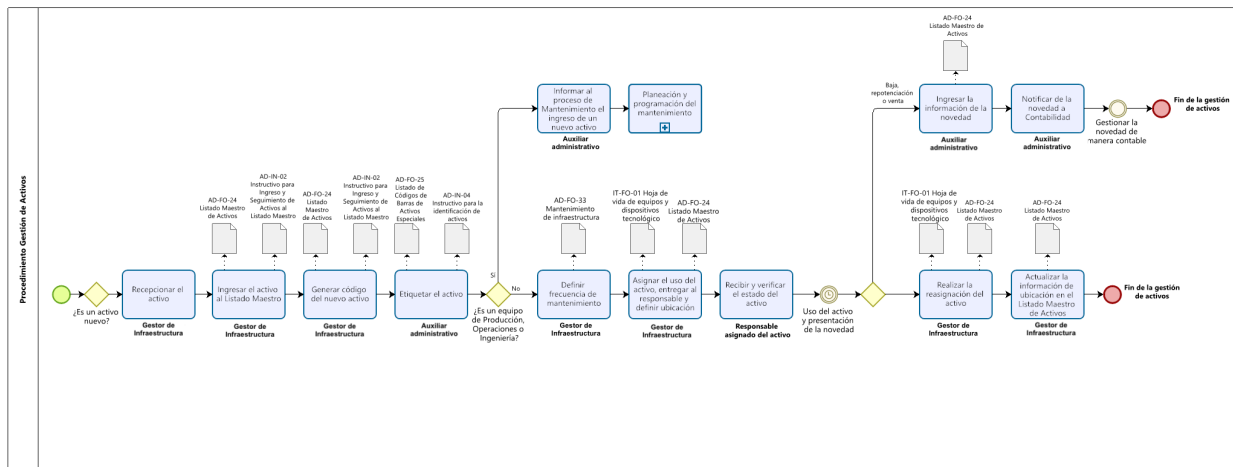 Procedimiento Gestión de Activos
¿Es un activo
nuevo?
Recepcionar el
activo
Gestor de
Infraestructura
AD-FO-24
Listado Maestro
de Activos
AD-IN-02
Instructivo para
Ingreso y
Seguimiento de
Activos al Listado
Maestro
Ingresar el activo
al Listado Maestro
Gestor de
Infraestructura
AD-FO-24
Listado
Maestro
de Activos
AD-IN-02
Instructivo para
Ingreso y
Seguimiento de
Activos al Listado
Maestro
Generar código
del nuevo activo
Gestor de
Infraestructura
AD-FO-25
Listado de
Códigos de
Barras de
Activos
Especiales
AD-IN-04
Instructivo para la
identificación de
activos
Etiquetar el activo
Auxiliar
administrativo
¿Es un equipo
de Producción,
Operaciones o
Ingeniería?
Si
No
Informar al
proceso de
Mantenimiento el
ingreso de un
nuevo activo
Auxiliar
administrativo
Planeación y
programación del
mantenimiento
AD-FO-33
Mantenimiento
de infraestructura
Definir
frecuencia de
mantenimiento
Gestor de
Infraestructura
IT-FO-01 Hoja de
vida de equipos y
dispositivos
tecnológico
AD-FO-24
Listado Maestro
de Activos
Asignar el uso del
activo, entregar al
responsable y
definir ubicación
Gestor de
Infraestructura
Recibir y verificar
el estado del
activo
Responsable
asignado del activo
Uso del activo
y presentación
de la novedad
Baja,
repotenciación
o venta
AD-FO-24
Listado Maestro de
Activos
Ingresar la
información de la
novedad
Auxiliar
administrativo
Notificar de la
novedad a
Contabilidad
Auxiliar
administrativo
Gestionar la
novedad de
manera contable
Fin de la gestión
de activos
IT-FO-01 Hoja de
vida de equipos y
dispositivos
tecnológico
AD-FO-24
Listado Maestro
de Activos
Realizar la
reasignación del
activo
Gestor de
Infraestructura
AD-FO-24
Listado Maestro
de Activos
Actualizar la
información de
ubicación en el
Listado Maestro
de Activos
Gestor de
Infraestructura
Fin de la gestión
de activos